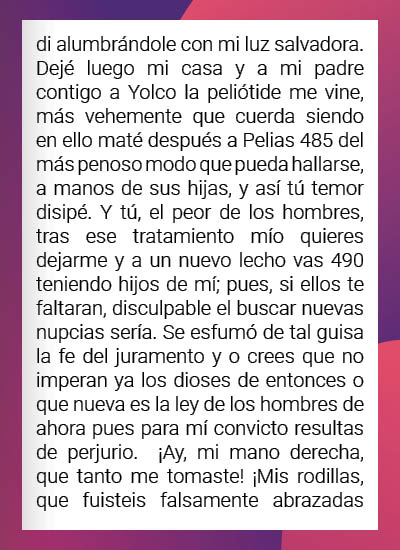 di alumbrándole con mi luz salvadora.
Dejé luego mi casa y a mi padre
contigo a Yolco la peliótide me vine,
más vehemente que cuerda siendo
en ello maté después a Pelias 485 del
más penoso modo que pueda hallarse,
a manos de sus hijas, y así tú temor
disipé. Y tú, el peor de los hombres,
tras ese tratamiento mío quieres
dejarme y a un nuevo lecho vas 490
teniendo hijos de mí; pues, si ellos te
faltaran, disculpable el buscar nuevas
nupcias sería. Se esfumó de tal guisa
la fe del juramento y o crees que no
imperan ya los dioses de entonces o
que nueva es la ley de los hombres de
ahora pues para mí convicto resultas
de perjurio. ¡Ay, mi mano derecha,
que tanto me tomaste! ¡Mis rodillas,
que fuisteis falsamente abrazadas